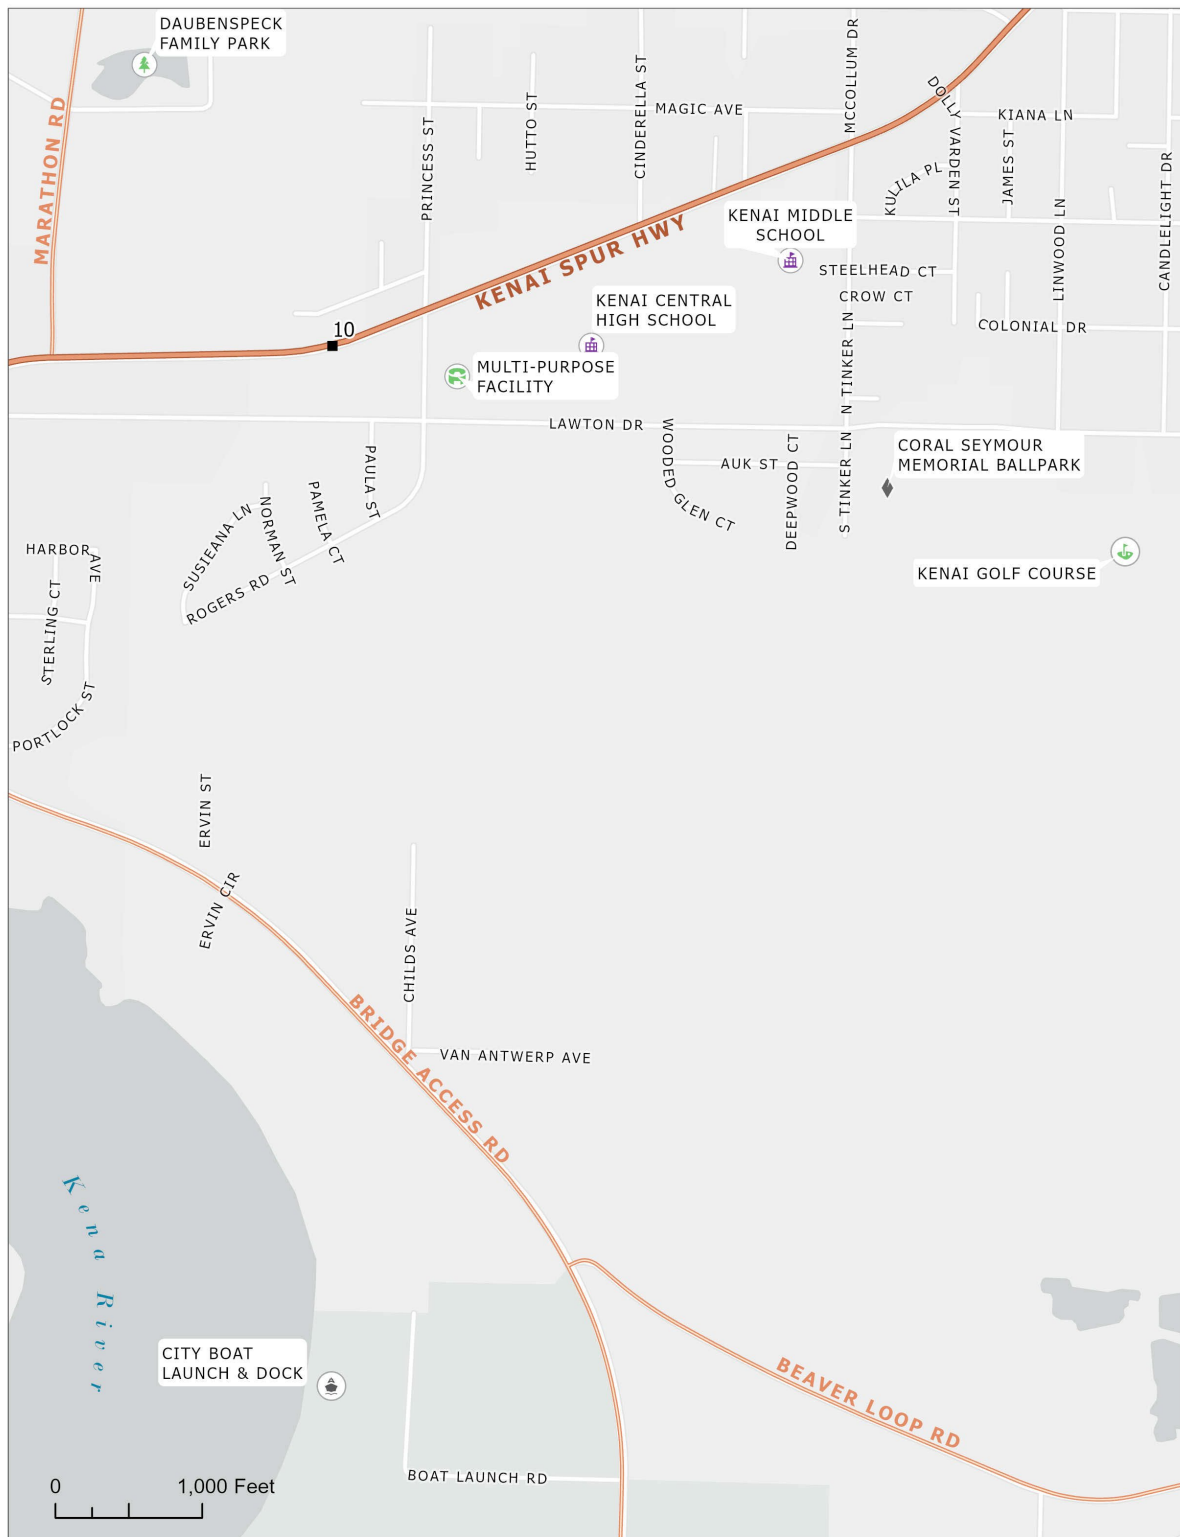 DAUBENSPECK
FAMILY PARK
MARATHON RD
PRINCESS ST
HUTTO ST
CINDERELLA ST
MAGIC AVE
MCCOLLUM DR
DOLLY VARDEN ST
KIANA LN
JAMES ST
KULILA PL
LINWOOD LN
CANDLELIGHT DR
KENAI SPUR HWY
KENAI MIDDLE
SCHOOL
STEELHEAD CT
CROW CT
COLONIAL DR
KENAI CENTRAL
HIGH SCHOOL
10
MULTI-PURPOSE
FACILITY
N TINKER LN
LAWTON DR
WOODED GLEN CT
AUK ST
DEEPWOOD CT
S TINKER LN
CORAL SEYMOUR
MEMORIAL BALLPARK
KENAI GOLF COURSE
PAULA ST
PAMELA CT
NORMAN ST
SUSIEANA LN
ROGERS RD
HARBOR AVE
STERLING CT
PORTLOCK ST
ERVIN ST
ERVIN CIR
CHILDS AVE
VAN ANTWERP AVE
BRIDGE ACCESS RD
Kena River
CITY BOAT
LAUNCH & DOCK
BEAVER LOOP RD
BOAT LAUNCH RD
0 1,000 Feet